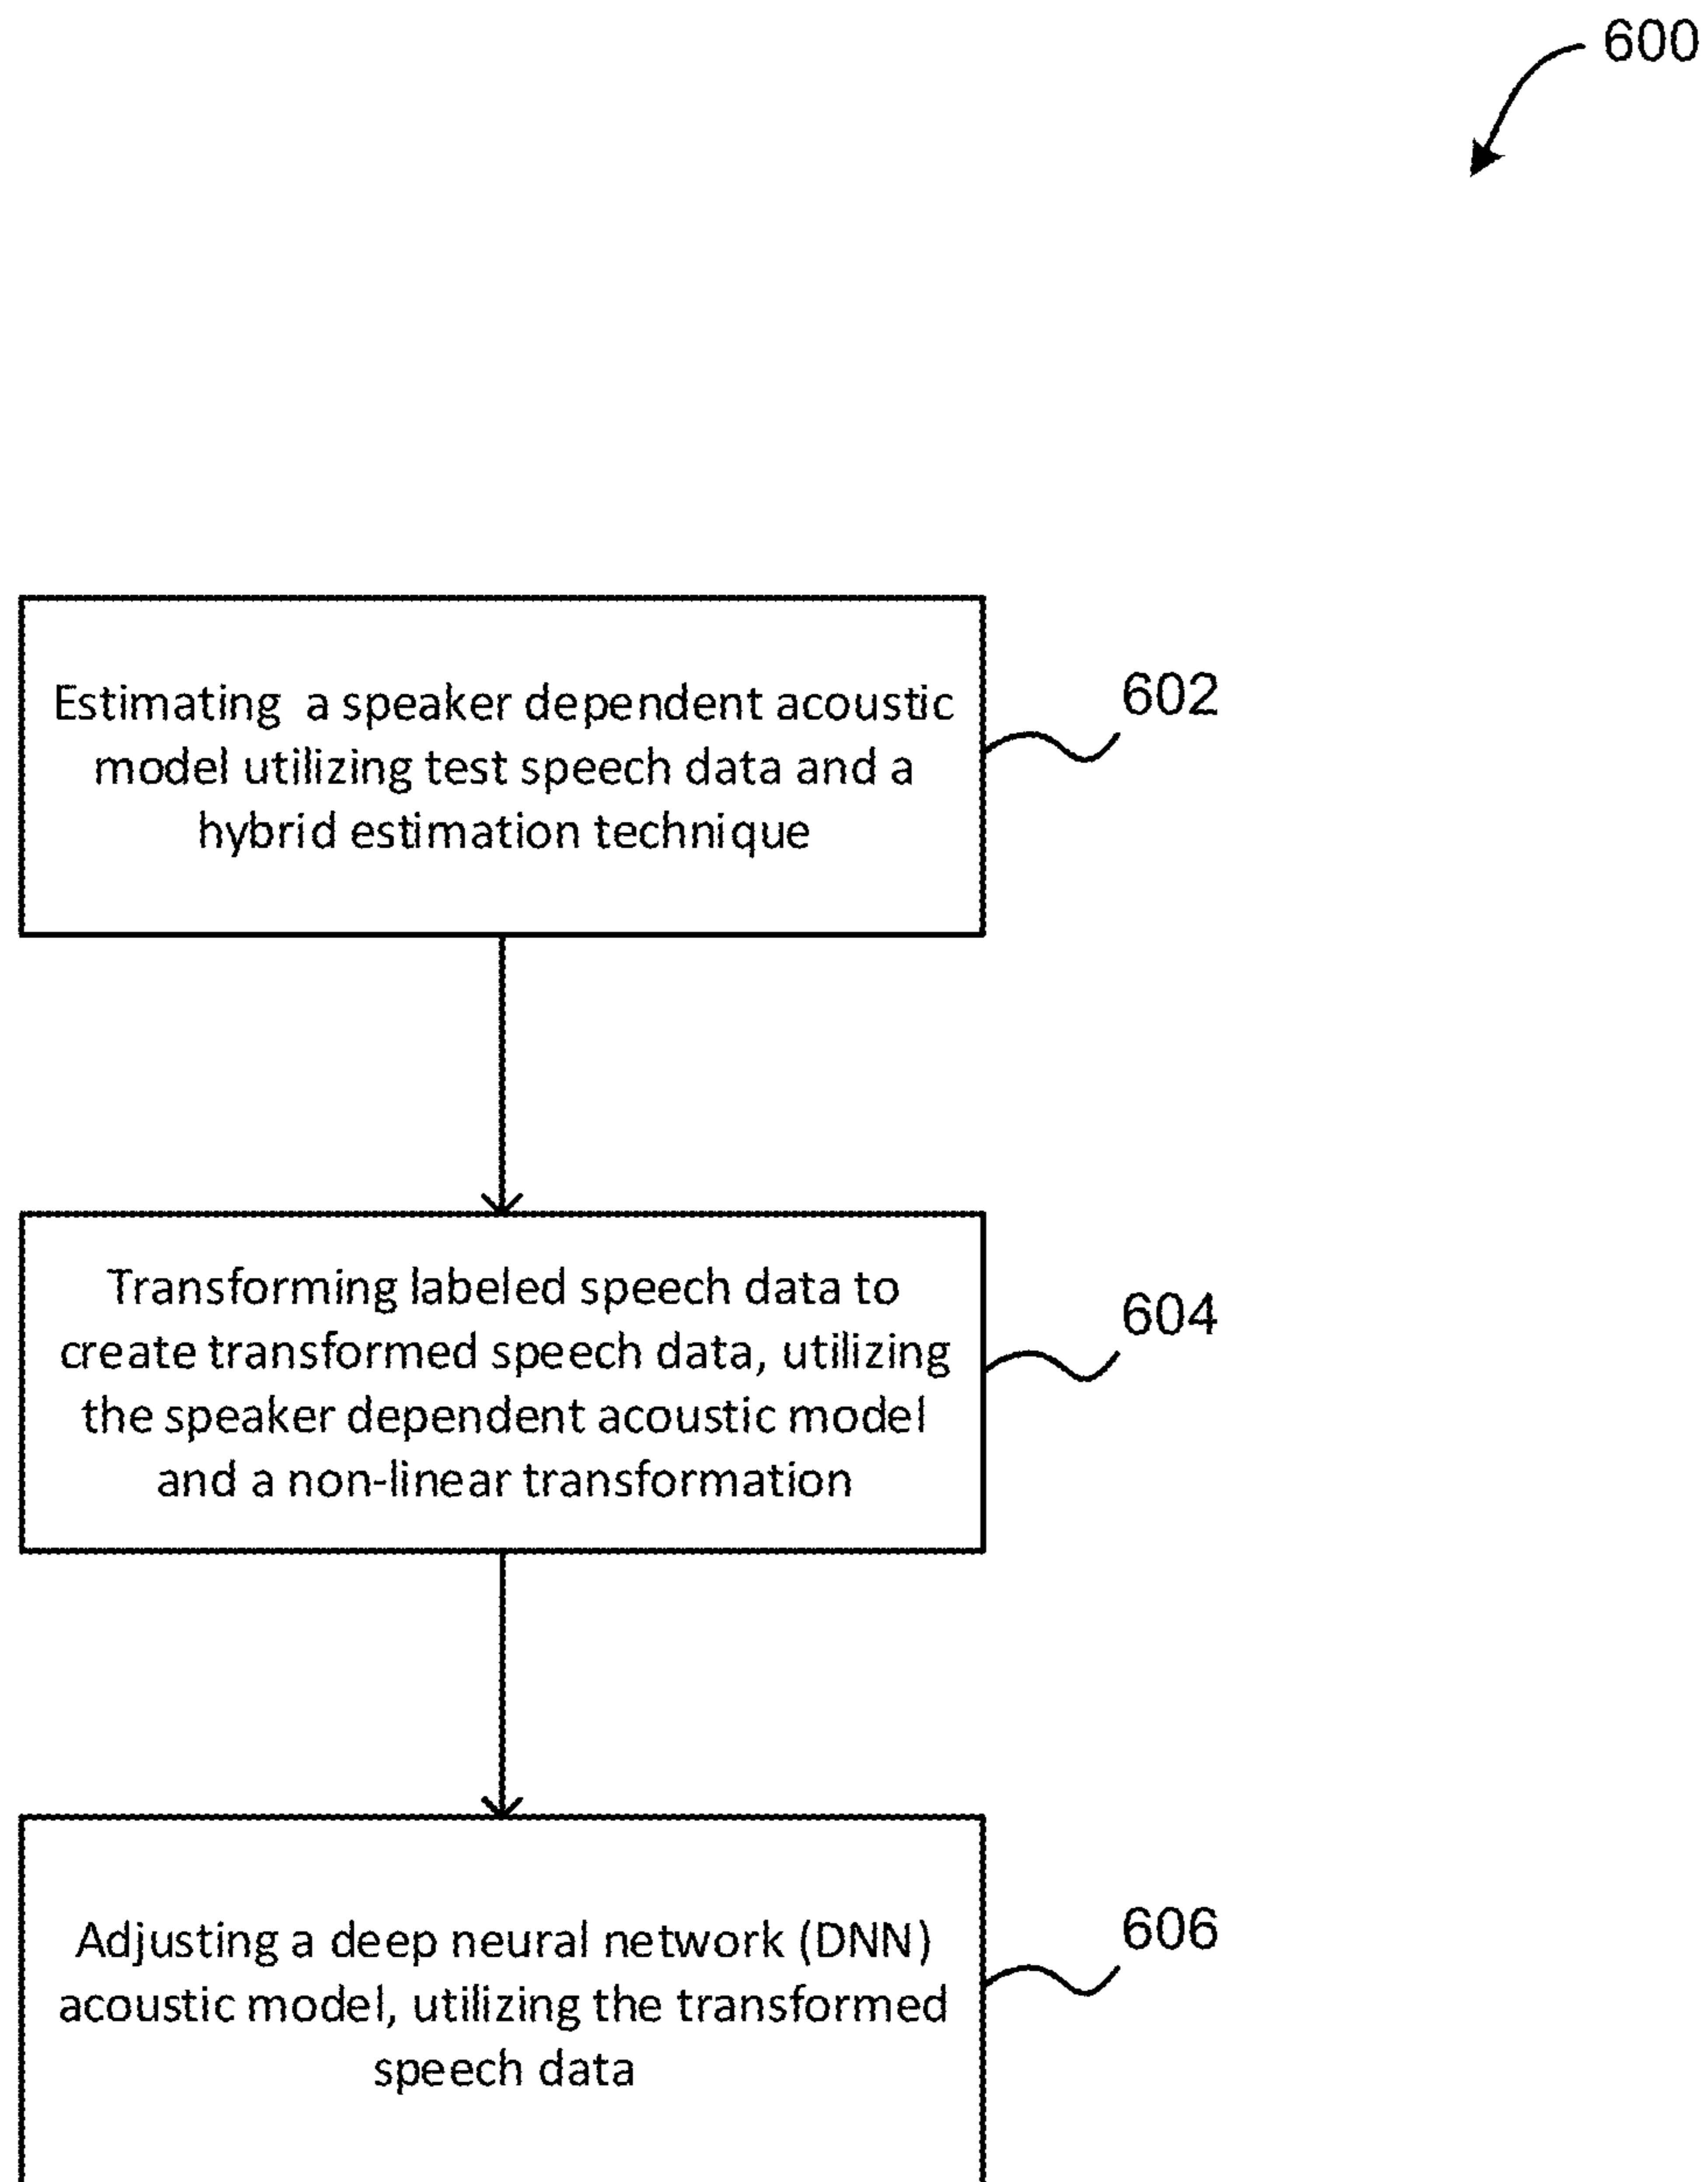 600
Estimating a speaker dependent acoustic
model utilizing test speech data and a
hybrid estimation technique
602
Transforming labeled speech data to
create transformed speech data, utilizing
the speaker dependent acoustic model
and a non-linear transformation
604
Adjusting a deep neural network (DNN)
acoustic model, utilizing the transformed
speech data
606